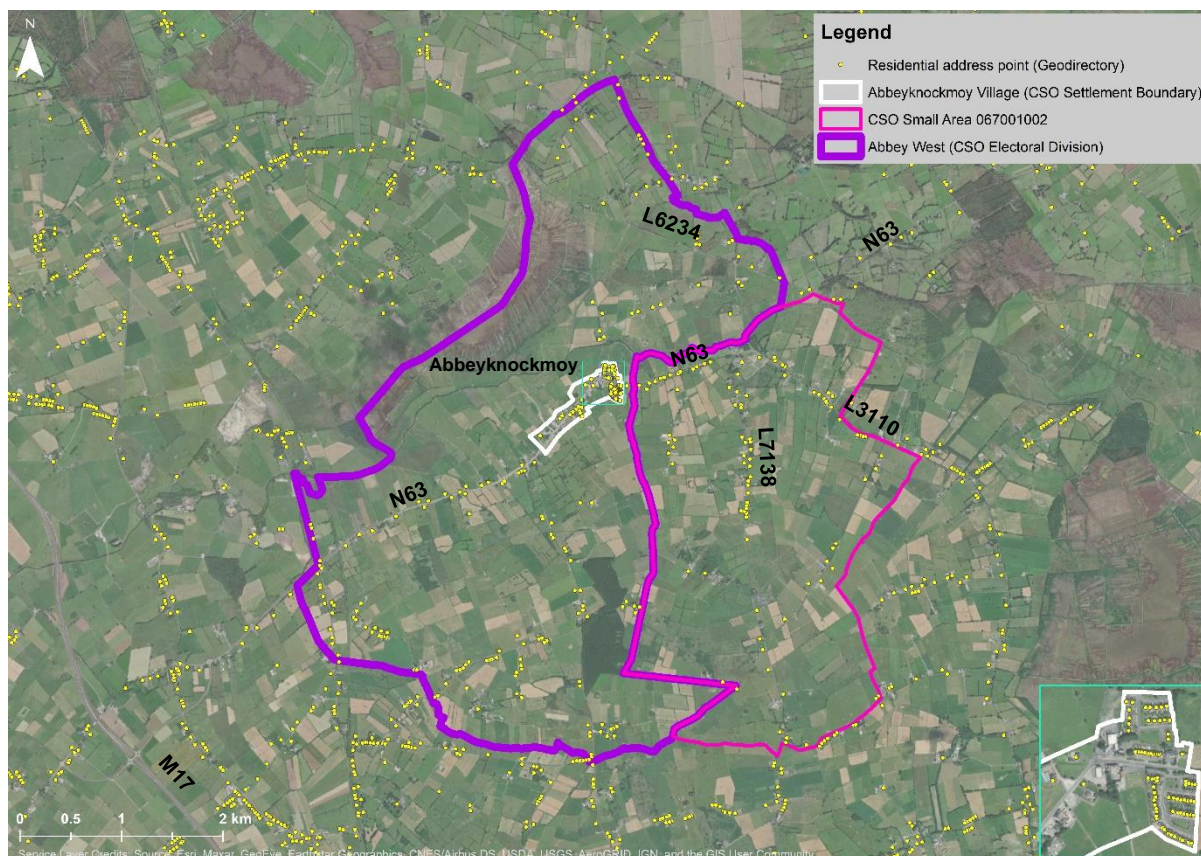 N
Legend
Residential address point (Geodirectory)
Abbeyknockmoy Village (CSO Settlement Boundary)
CSO Small Area 067001002
Abbey West (CSO Electoral Division)
L6234
N63
N63
Abbeyknockmoy
L3110
L7138
N63
M17
0 0.5 1 2 km
Service Layer Credits: Source: Esri, Maxar, GeoEye, Earthstar Geographics, CNES/Airbus DS, USDA, USGS, AeroGRID, IGN, and the GIS User Community